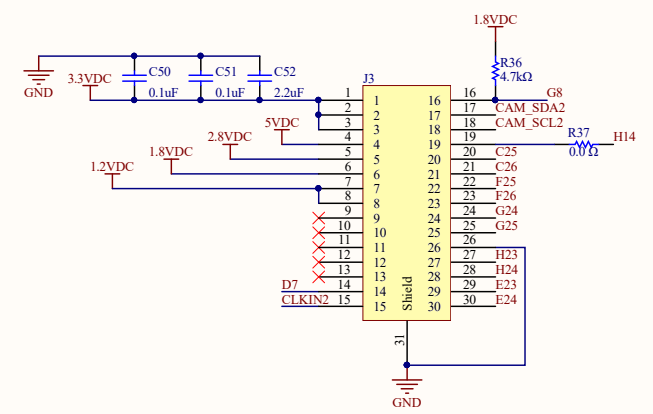 1.8VDC
R36
4.7kΩ
C50
C51
C52
3.3VDC
J3
GND
0.1uF
0.1uF
2.2uF
1
1
16
16
G8
2
2
17
17
CAM_SDA2
3
3
18
18
CAM_SCL2
5VDC
4
4
19
19
R37
0.0 Ω
H14
2.8VDC
5
5
20
20
C25
1.8VDC
6
6
21
21
C26
1.2VDC
7
7
22
22
F25
8
8
23
23
F26
9
9
24
24
G24
10
10
25
25
G25
11
11
26
26
12
12
27
27
H23
13
13
28
28
H24
D7
14
14
29
29
E23
CLKIN2
15
15
30
30
E24
Shield
31
GND